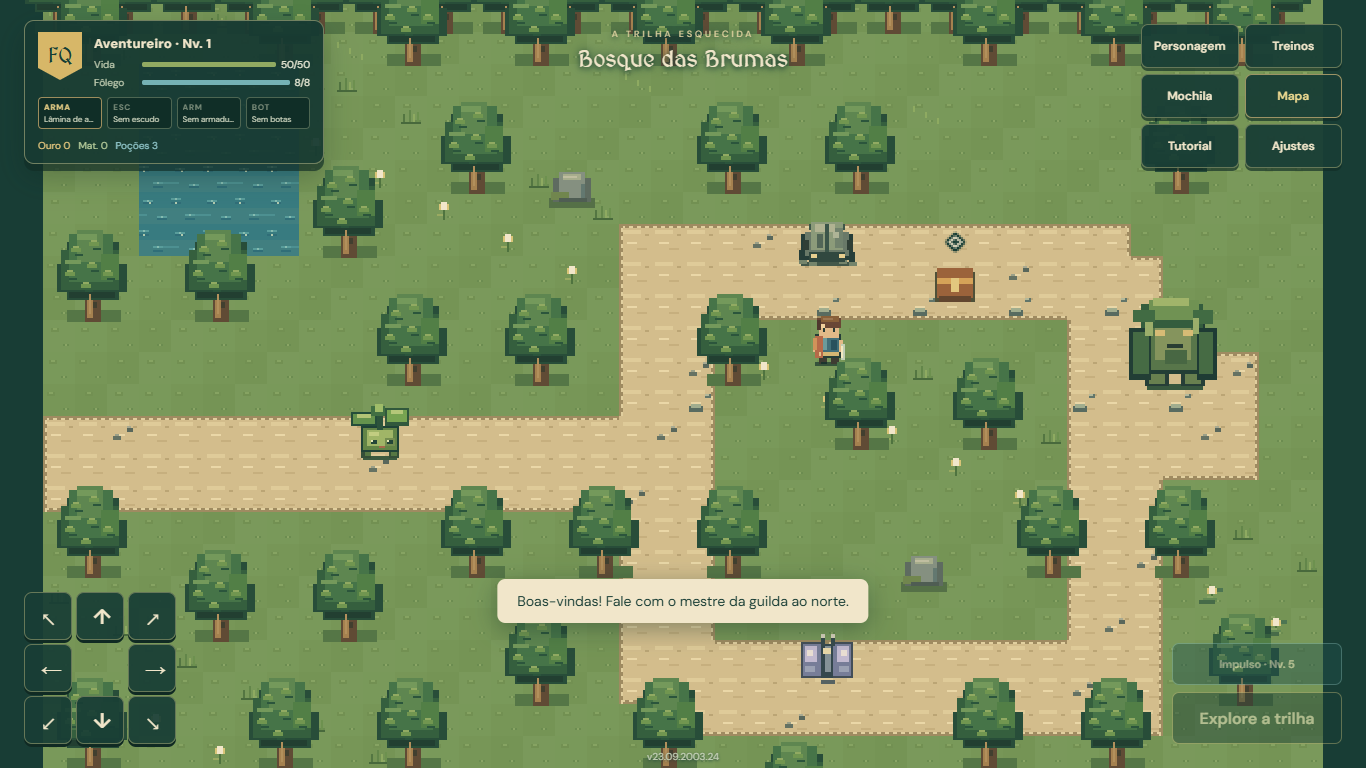 FQ
Aventureiro · Nv. 1
Vida 50/50
Fôlego 8/8
ARMA
Lâmina de a...
ESC
Sem escudo
ARM
Sem armadu...
BOT
Sem botas
Ouro 0 Mat. 0 Poções 3
A TRILHA ESQUECIDA
Bosque das Brumas
Personagem
Treinos
Mochila
Mapa
Tutorial
Ajustes
Boas-vindas! Fale com o mestre da guilda ao norte.
↖ ↑ ↗
← →
↙ ↓ ↘
Impulso · Nv. 5
Explore a trilha
v23.09.2003.24